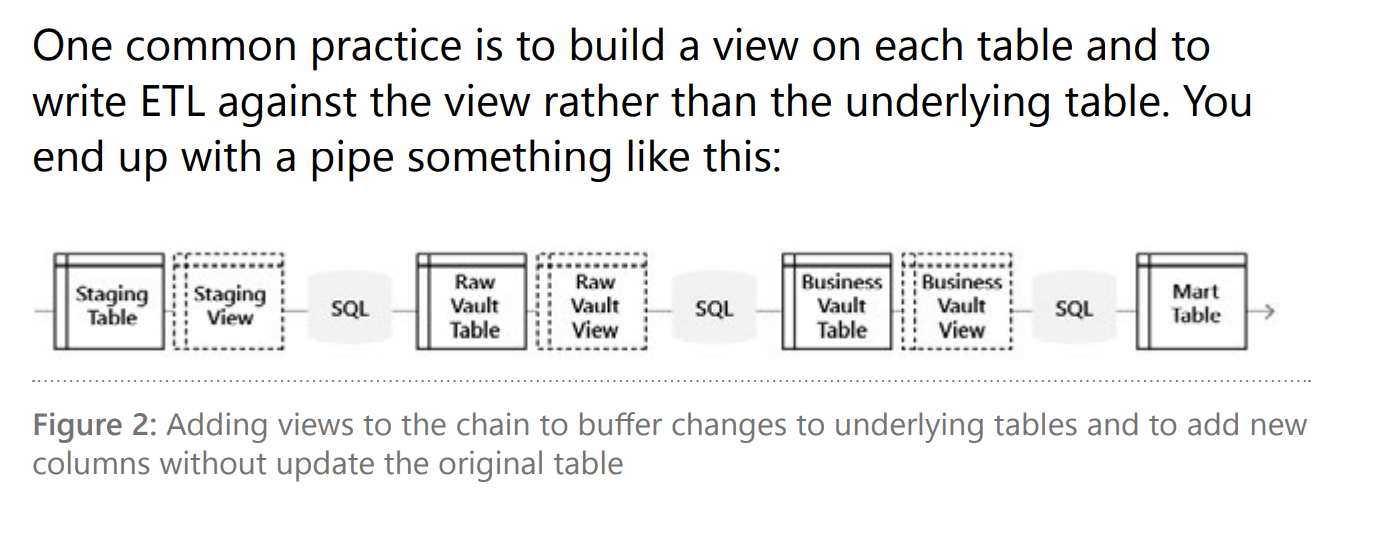 One common practice is to build a view on each table and to
write ETL against the view rather than the underlying table. You
end up with a pipe something like this:
Staging
Table
Staging
View
SQL
Raw
Vault
Table
Raw
Vault
View
SQL
Business
Vault
Table
Business
Vault
View
SQL
Mart
Table
Figure 2: Adding views to the chain to buffer changes to underlying tables and to add new
columns without update the original table